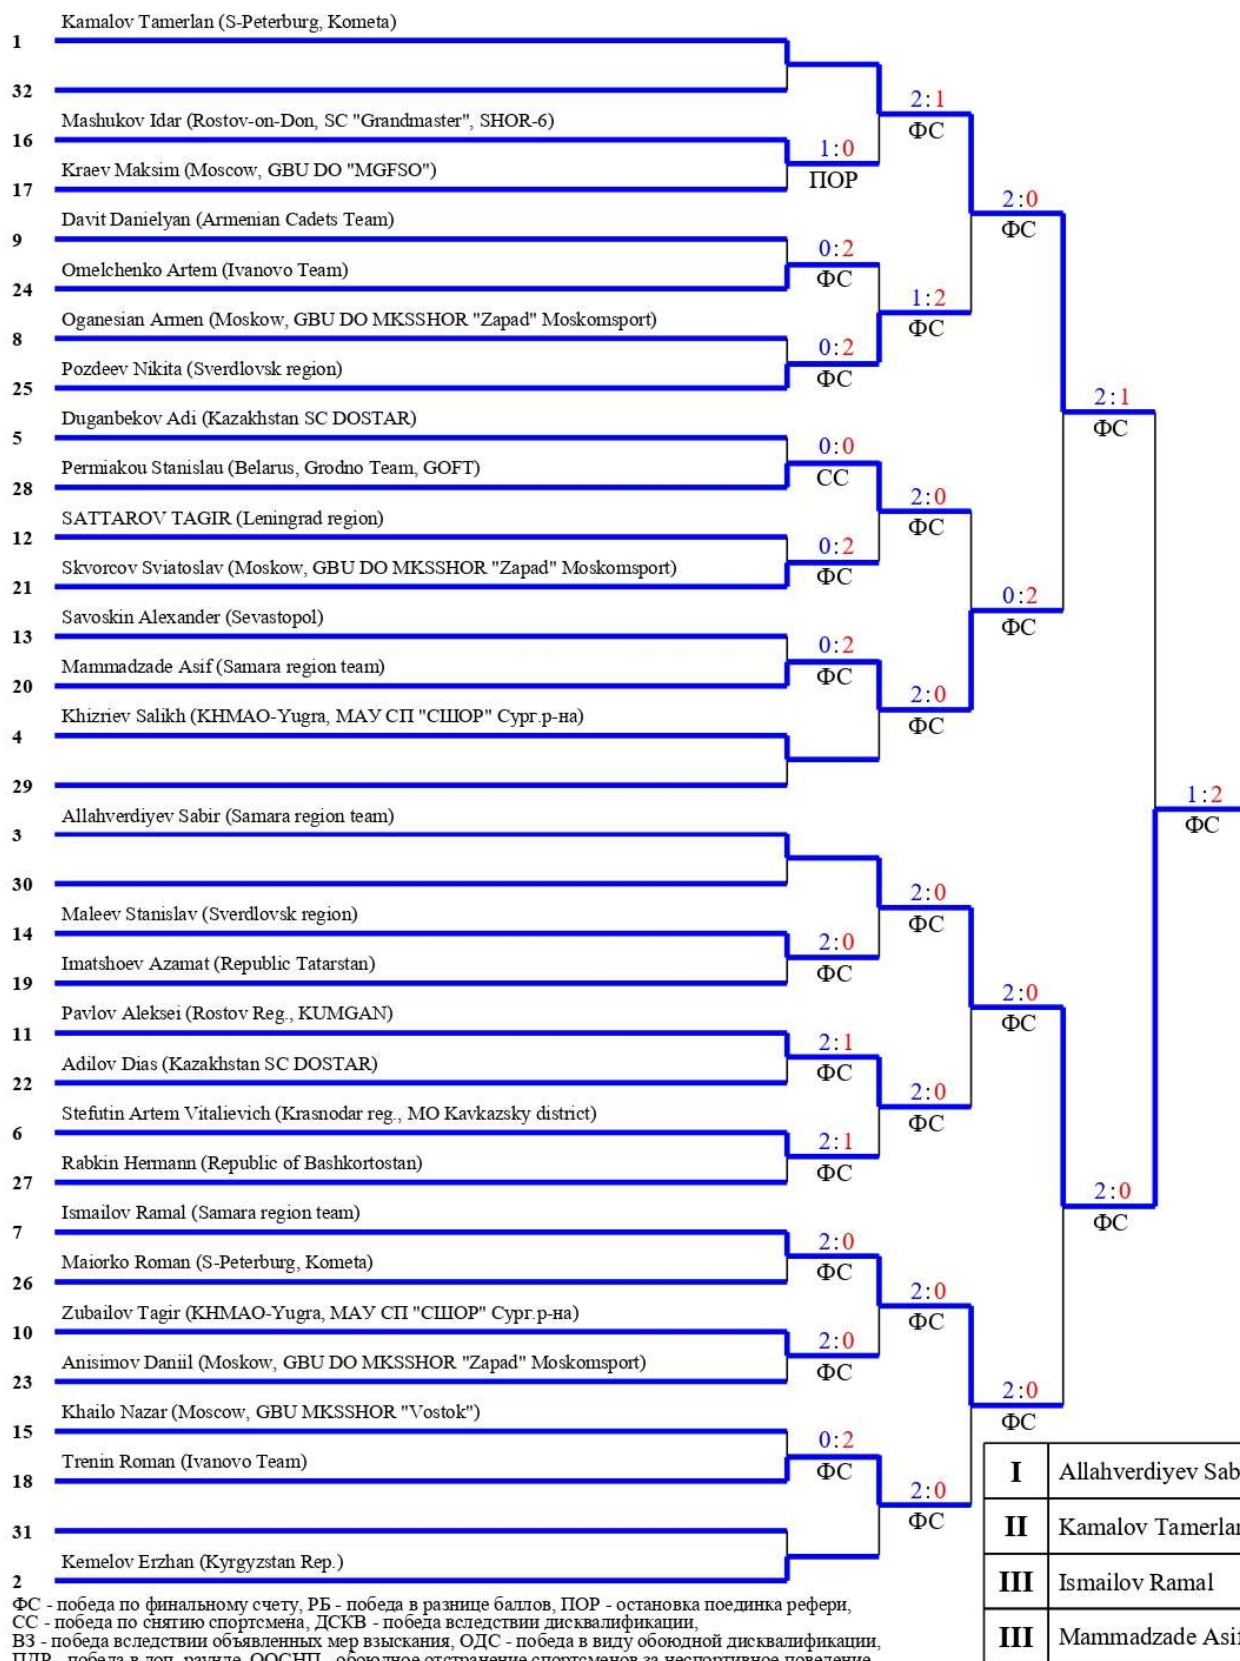 Kamalov Tamerlan (S-Peterburg, Kometa)
1
32
2:1
ФС
Mashukov Idar (Rostov-on-Don, SC "Grandmaster", SHOR-6)
16
1:0
ПОР
Kraev Maksim (Moscow, GBU DO "MGFSO")
17
2:0
ФС
Davit Danielyan (Armenian Cadets Team)
9
0:2
ФС
Omelchenko Artem (Ivanovo Team)
24
1:2
ФС
Oganesian Armen (Moskow, GBU DO MKSSHOR "Zapad" Moskomsport)
8
0:2
ФС
Pozdeev Nikita (Sverdlovsk region)
25
2:1
ФС
Duganbekov Adi (Kazakhstan SC DOSTAR)
5
0:0
СС
Permiakou Stanislau (Belarus, Grodno Team, GOFT)
28
2:0
ФС
SATTAROV TAGIR (Leningrad region)
12
0:2
ФС
Skvorcov Sviatoslav (Moskow, GBU DO MKSSHOR "Zapad" Moskomsport)
21
0:2
ФС
Savoskin Alexander (Sevastopol)
13
0:2
ФС
Mammadzade Asif (Samara region team)
20
2:0
ФС
Khizriev Salikh (KHMAO-Yugra, МАУ СП "СШОР" Сург.р-на)
4
29
1:2
ФС
Allahverdiyev Sabir (Samara region team)
3
30
2:0
ФС
Maleev Stanislav (Sverdlovsk region)
14
2:0
ФС
Imatshoev Azamat (Republic Tatarstan)
19
2:0
ФС
Pavlov Aleksei (Rostov Reg., KUMGAN)
11
2:1
ФС
Adilov Dias (Kazakhstan SC DOSTAR)
22
2:0
ФС
Stefutin Artem Vitalievich (Krasnodar reg., MO Kavkazsky district)
6
2:1
ФС
Rabkin Hermann (Republic of Bashkortostan)
27
2:0
ФС
Ismailov Ramal (Samara region team)
7
2:0
ФС
Maiorko Roman (S-Peterburg, Kometa)
26
2:0
ФС
Zubailov Tagir (KHMAO-Yugra, МАУ СП "СШОР" Сург.р-на)
10
2:0
ФС
Anisimov Daniil (Moskow, GBU DO MKSSHOR "Zapad" Moskomsport)
23
2:0
ФС
Khailo Nazar (Moscow, GBU MKSSHOR "Vostok")
15
0:2
ФС
Trenin Roman (Ivanovo Team)
18
2:0
ФС
31
Kemelov Erzhan (Kyrgyzstan Rep.)
2
I Allahverdiyev Sab
II Kamalov Tamerlan
III Ismailov Ramal
III Mammadzade Asif
ФС - победа по финальному счету, РБ - победа в разнице баллов, ПОР - остановка поединка рефери,
СС - победа по снятию спортсмена, ДСКВ - победа вследствии дисквалификации,
ВЗ - победа вследствии объявленных мер взыскания, ОДС - победа в виду обоюдной дисквалификации,
ПДР - победа в доп. раунде, ООСНП - обоюдное отстранение спортсменов за неспортивное поведение